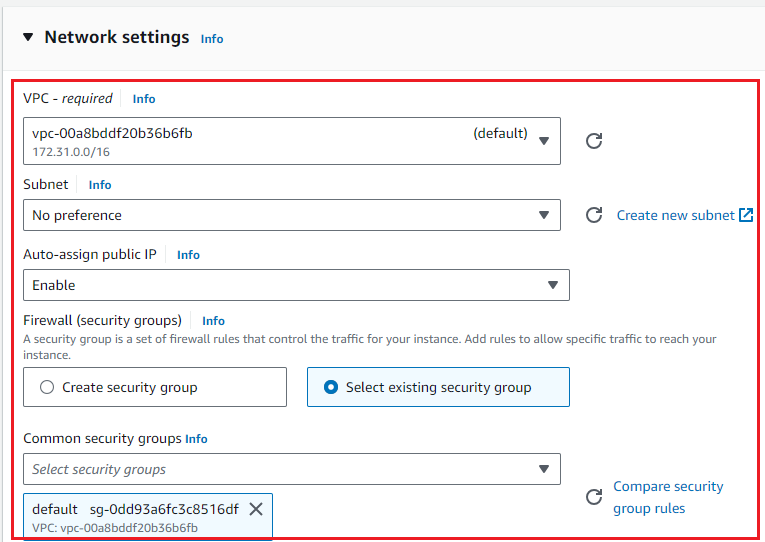 Network settings Info
VPC - required Info
vpc-00a8bddf20b36b6fb (default)
172.31.0.0/16
Subnet Info
No preference
Create new subnet
Auto-assign public IP Info
Enable
Firewall (security groups) Info
A security group is a set of firewall rules that control the traffic for your instance. Add rules to allow specific traffic to reach your
instance.
Create security group
Select existing security group
Common security groups Info
Select security groups
Compare security
group rules
default sg-0dd93a6fc3c8516df
VPC: vpc-00a8bddf20b36b6fb